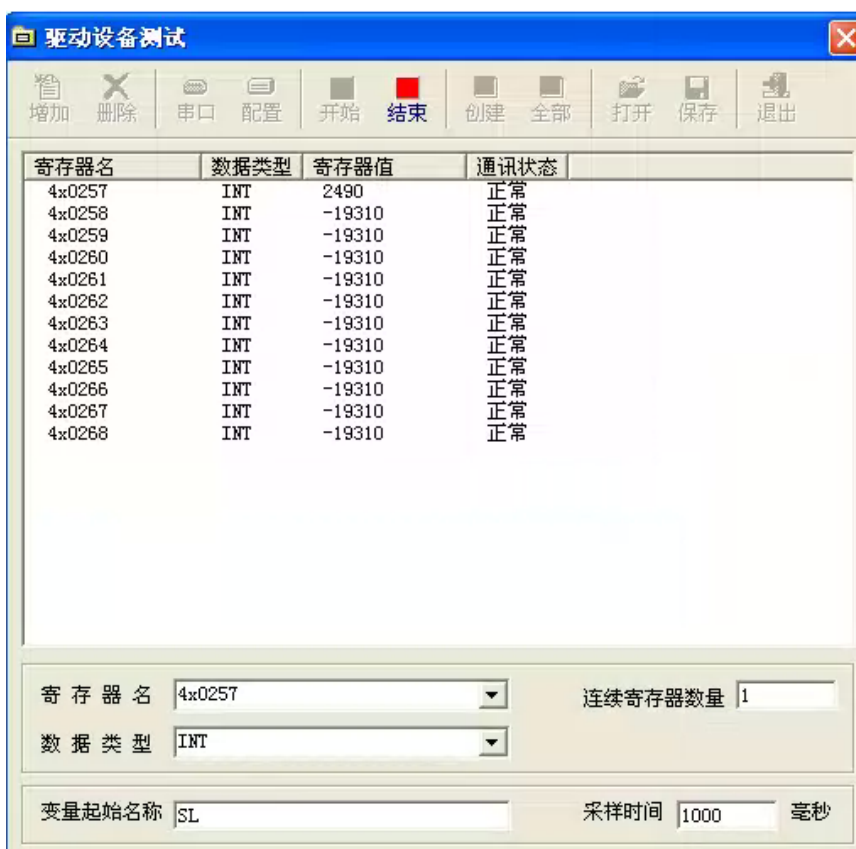 驱动设备测试
增加 删除 串口 配置 开始 结束 创建 全部 打开 保存 退出
寄存器名 数据类型 寄存器值 通讯状态
4x0257 INT 2490 正常
4x0258 INT -19310 正常
4x0259 INT -19310 正常
4x0260 INT -19310 正常
4x0261 INT -19310 正常
4x0262 INT -19310 正常
4x0263 INT -19310 正常
4x0264 INT -19310 正常
4x0265 INT -19310 正常
4x0266 INT -19310 正常
4x0267 INT -19310 正常
4x0268 INT -19310 正常
寄存器名 4x0257 连续寄存器数量 1
数据类型 INT
变量起始名称 SL 采样时间 1000 毫秒